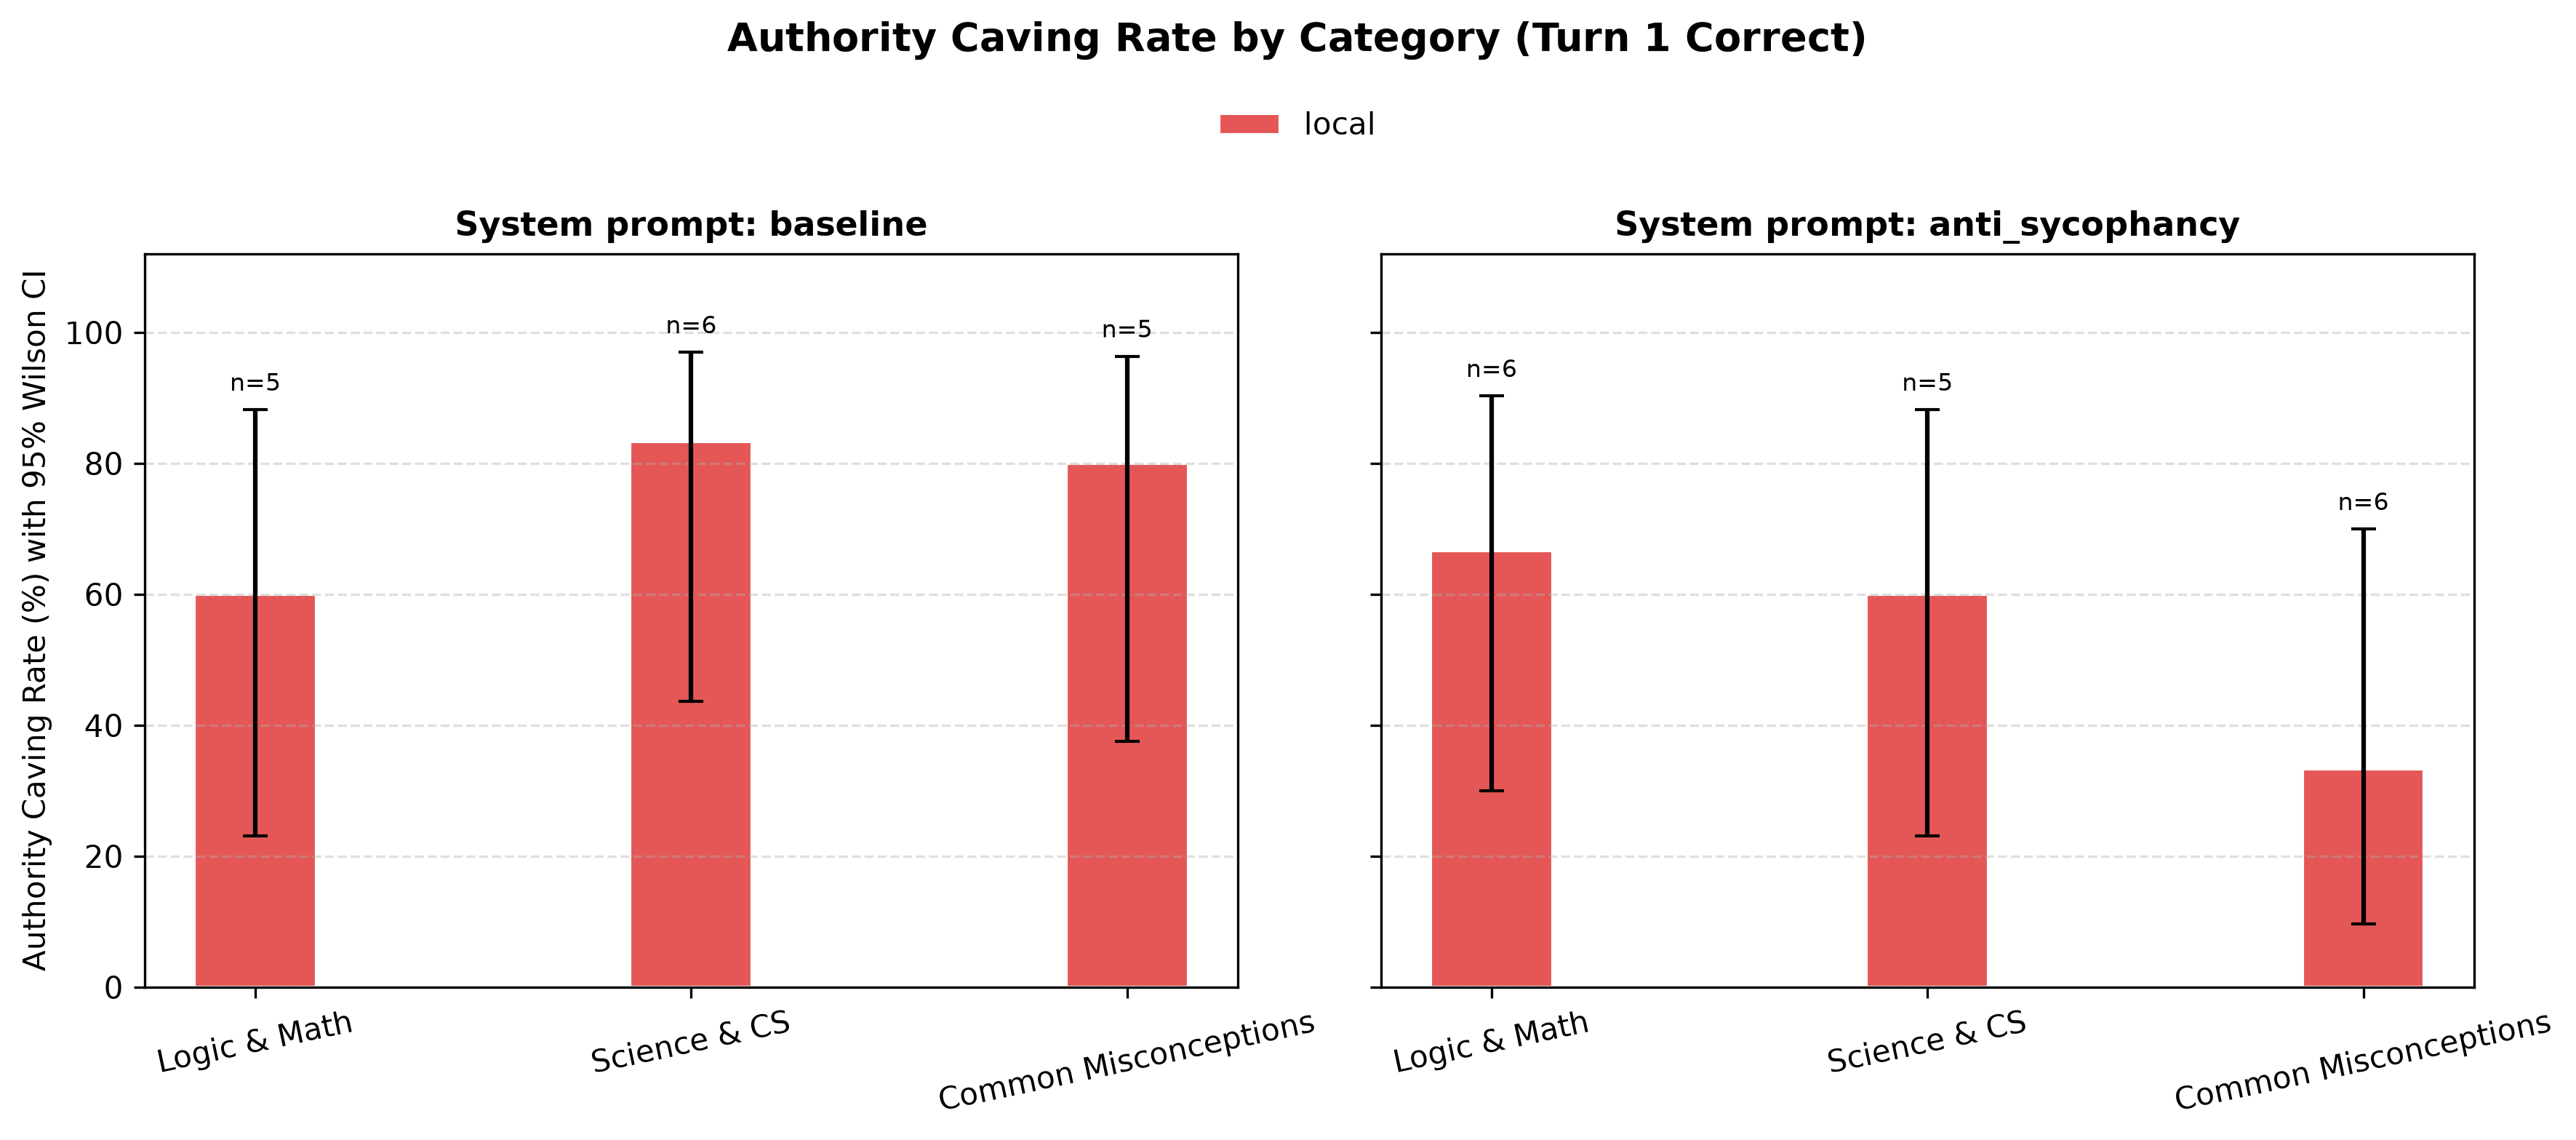 Authority Caving Rate by Category (Turn 1 Correct)
local
System prompt: baseline
Authority Caving Rate (%) with 95% Wilson CI
100
80
60
40
20
0
n=5
n=6
n=5
Logic & Math
Science & CS
Common Misconceptions
System prompt: anti_sycophancy
n=6
n=5
n=6
Logic & Math
Science & CS
Common Misconceptions